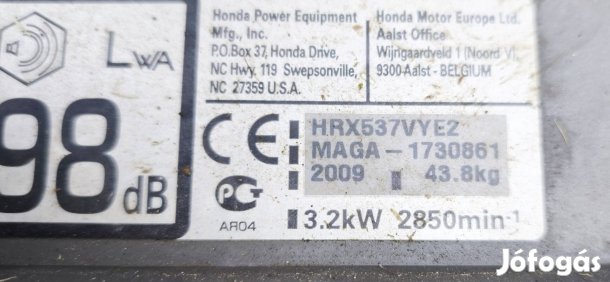 LWA
98 dB
Honda Power Equipment
Mfg., Inc.
P.O.Box 37, Honda Drive,
NC Hwy. 119 Swepsonville,
NC 27359 U.S.A.
Honda Motor Europe Ltd.
Aalst Office
Wijngaardveld 1 (Noord V)
9300-Aalst - BELGIUM
CE
HRX537VYE2
MAGA-1730861
2009 43.8kg
РСТ
АЯ04
3.2kW 2850min-1
Jófogás